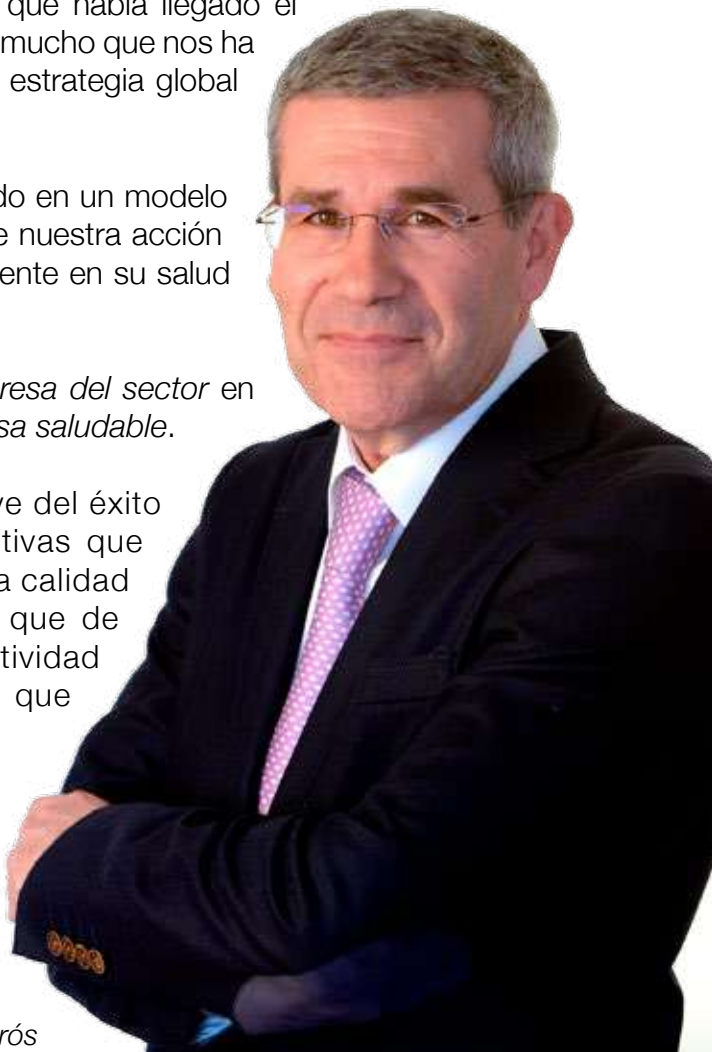 que había llegado el
mucho que nos ha
estrategia global
do en un modelo
e nuestra acción
ente en su salud
resa del sector en
sa saludable.
ve del éxito
tivas que
a calidad
que de
tividad
que
rós